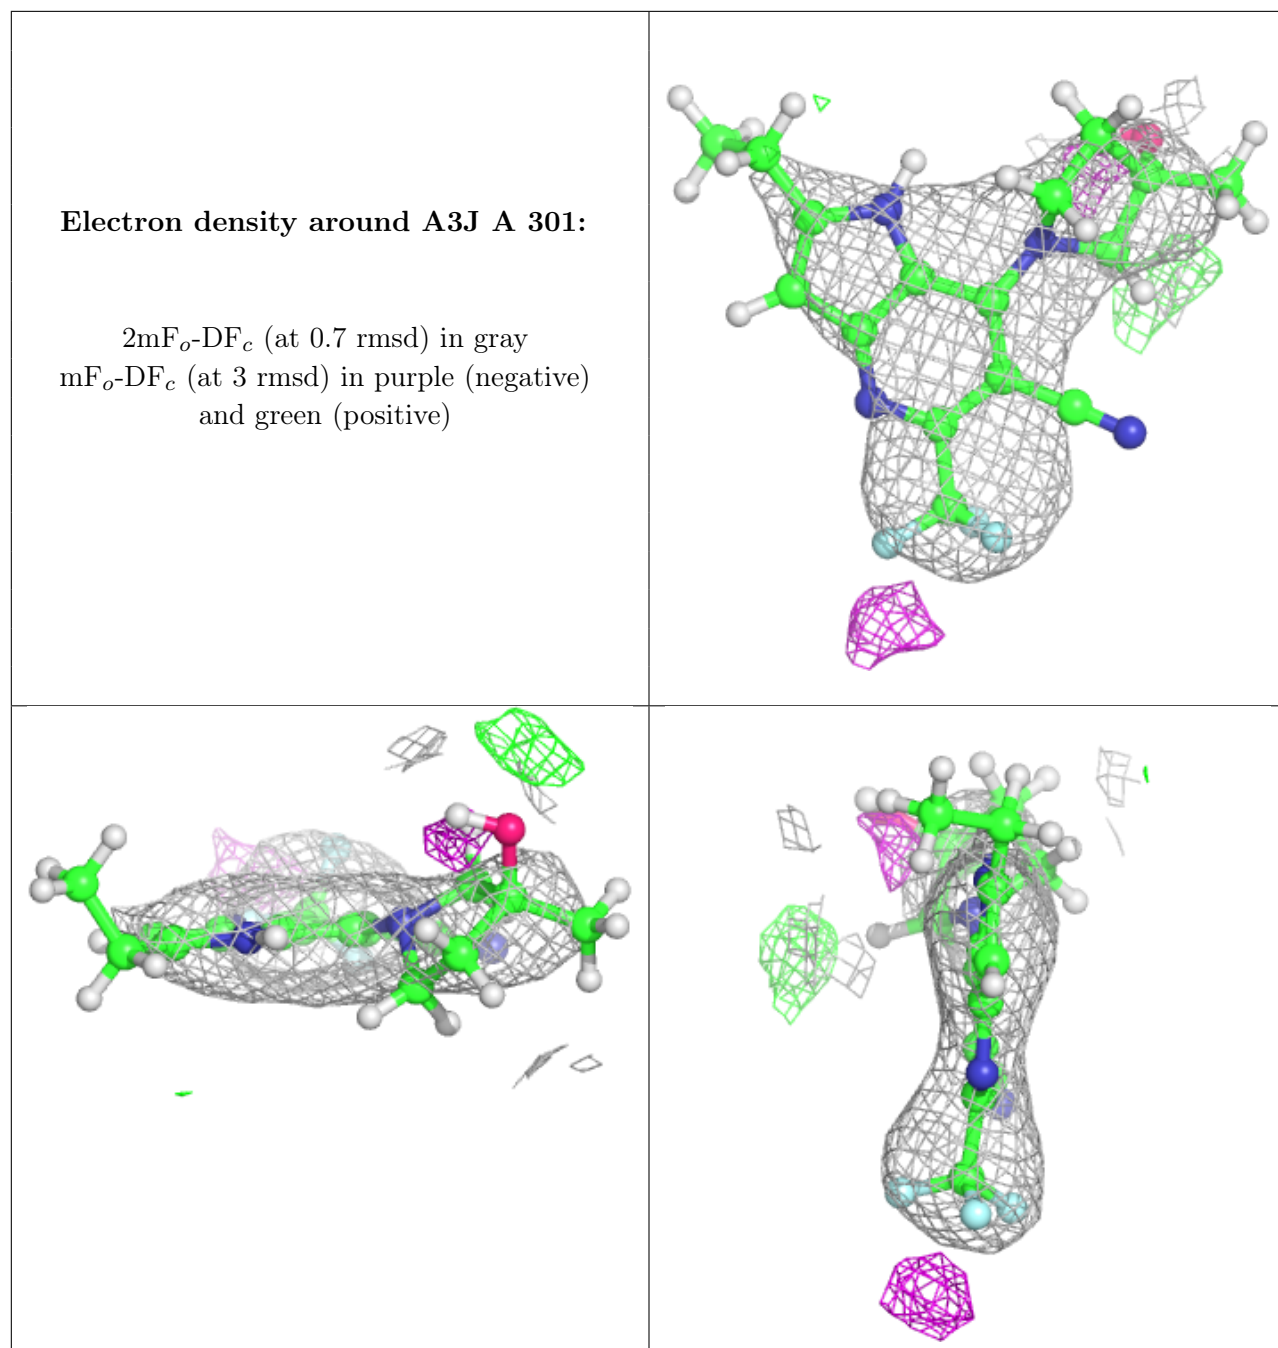 Electron density around A3J A 301:
2mFo-DFc (at 0.7 rmsd) in gray
mFo-DFc (at 3 rmsd) in purple (negative)
and green (positive)